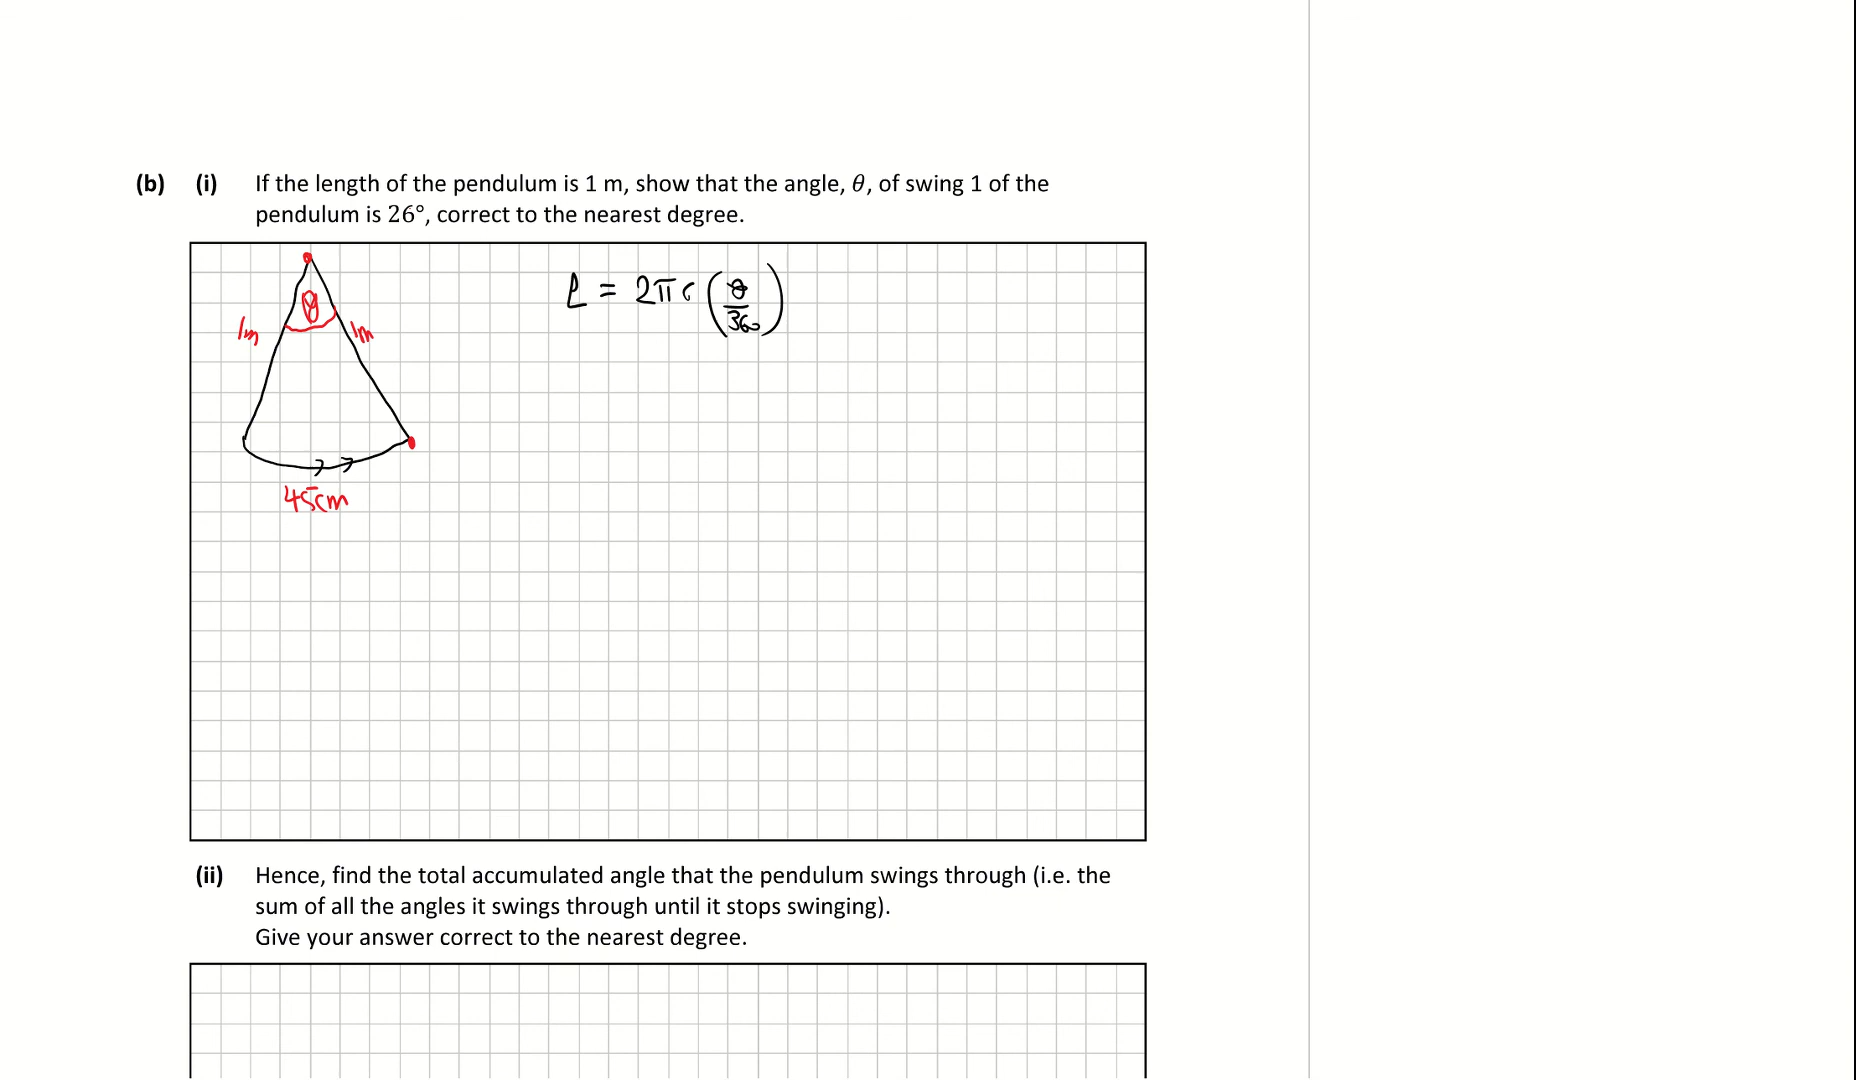 (b) (i) If the length of the pendulum is 1 m, show that the angle, θ, of swing 1 of the
pendulum is 26°, correct to the nearest degree.
θ
1m 1m
45cm
l = 2πr (θ/360)
(ii) Hence, find the total accumulated angle that the pendulum swings through (i.e. the
sum of all the angles it swings through until it stops swinging).
Give your answer correct to the nearest degree.